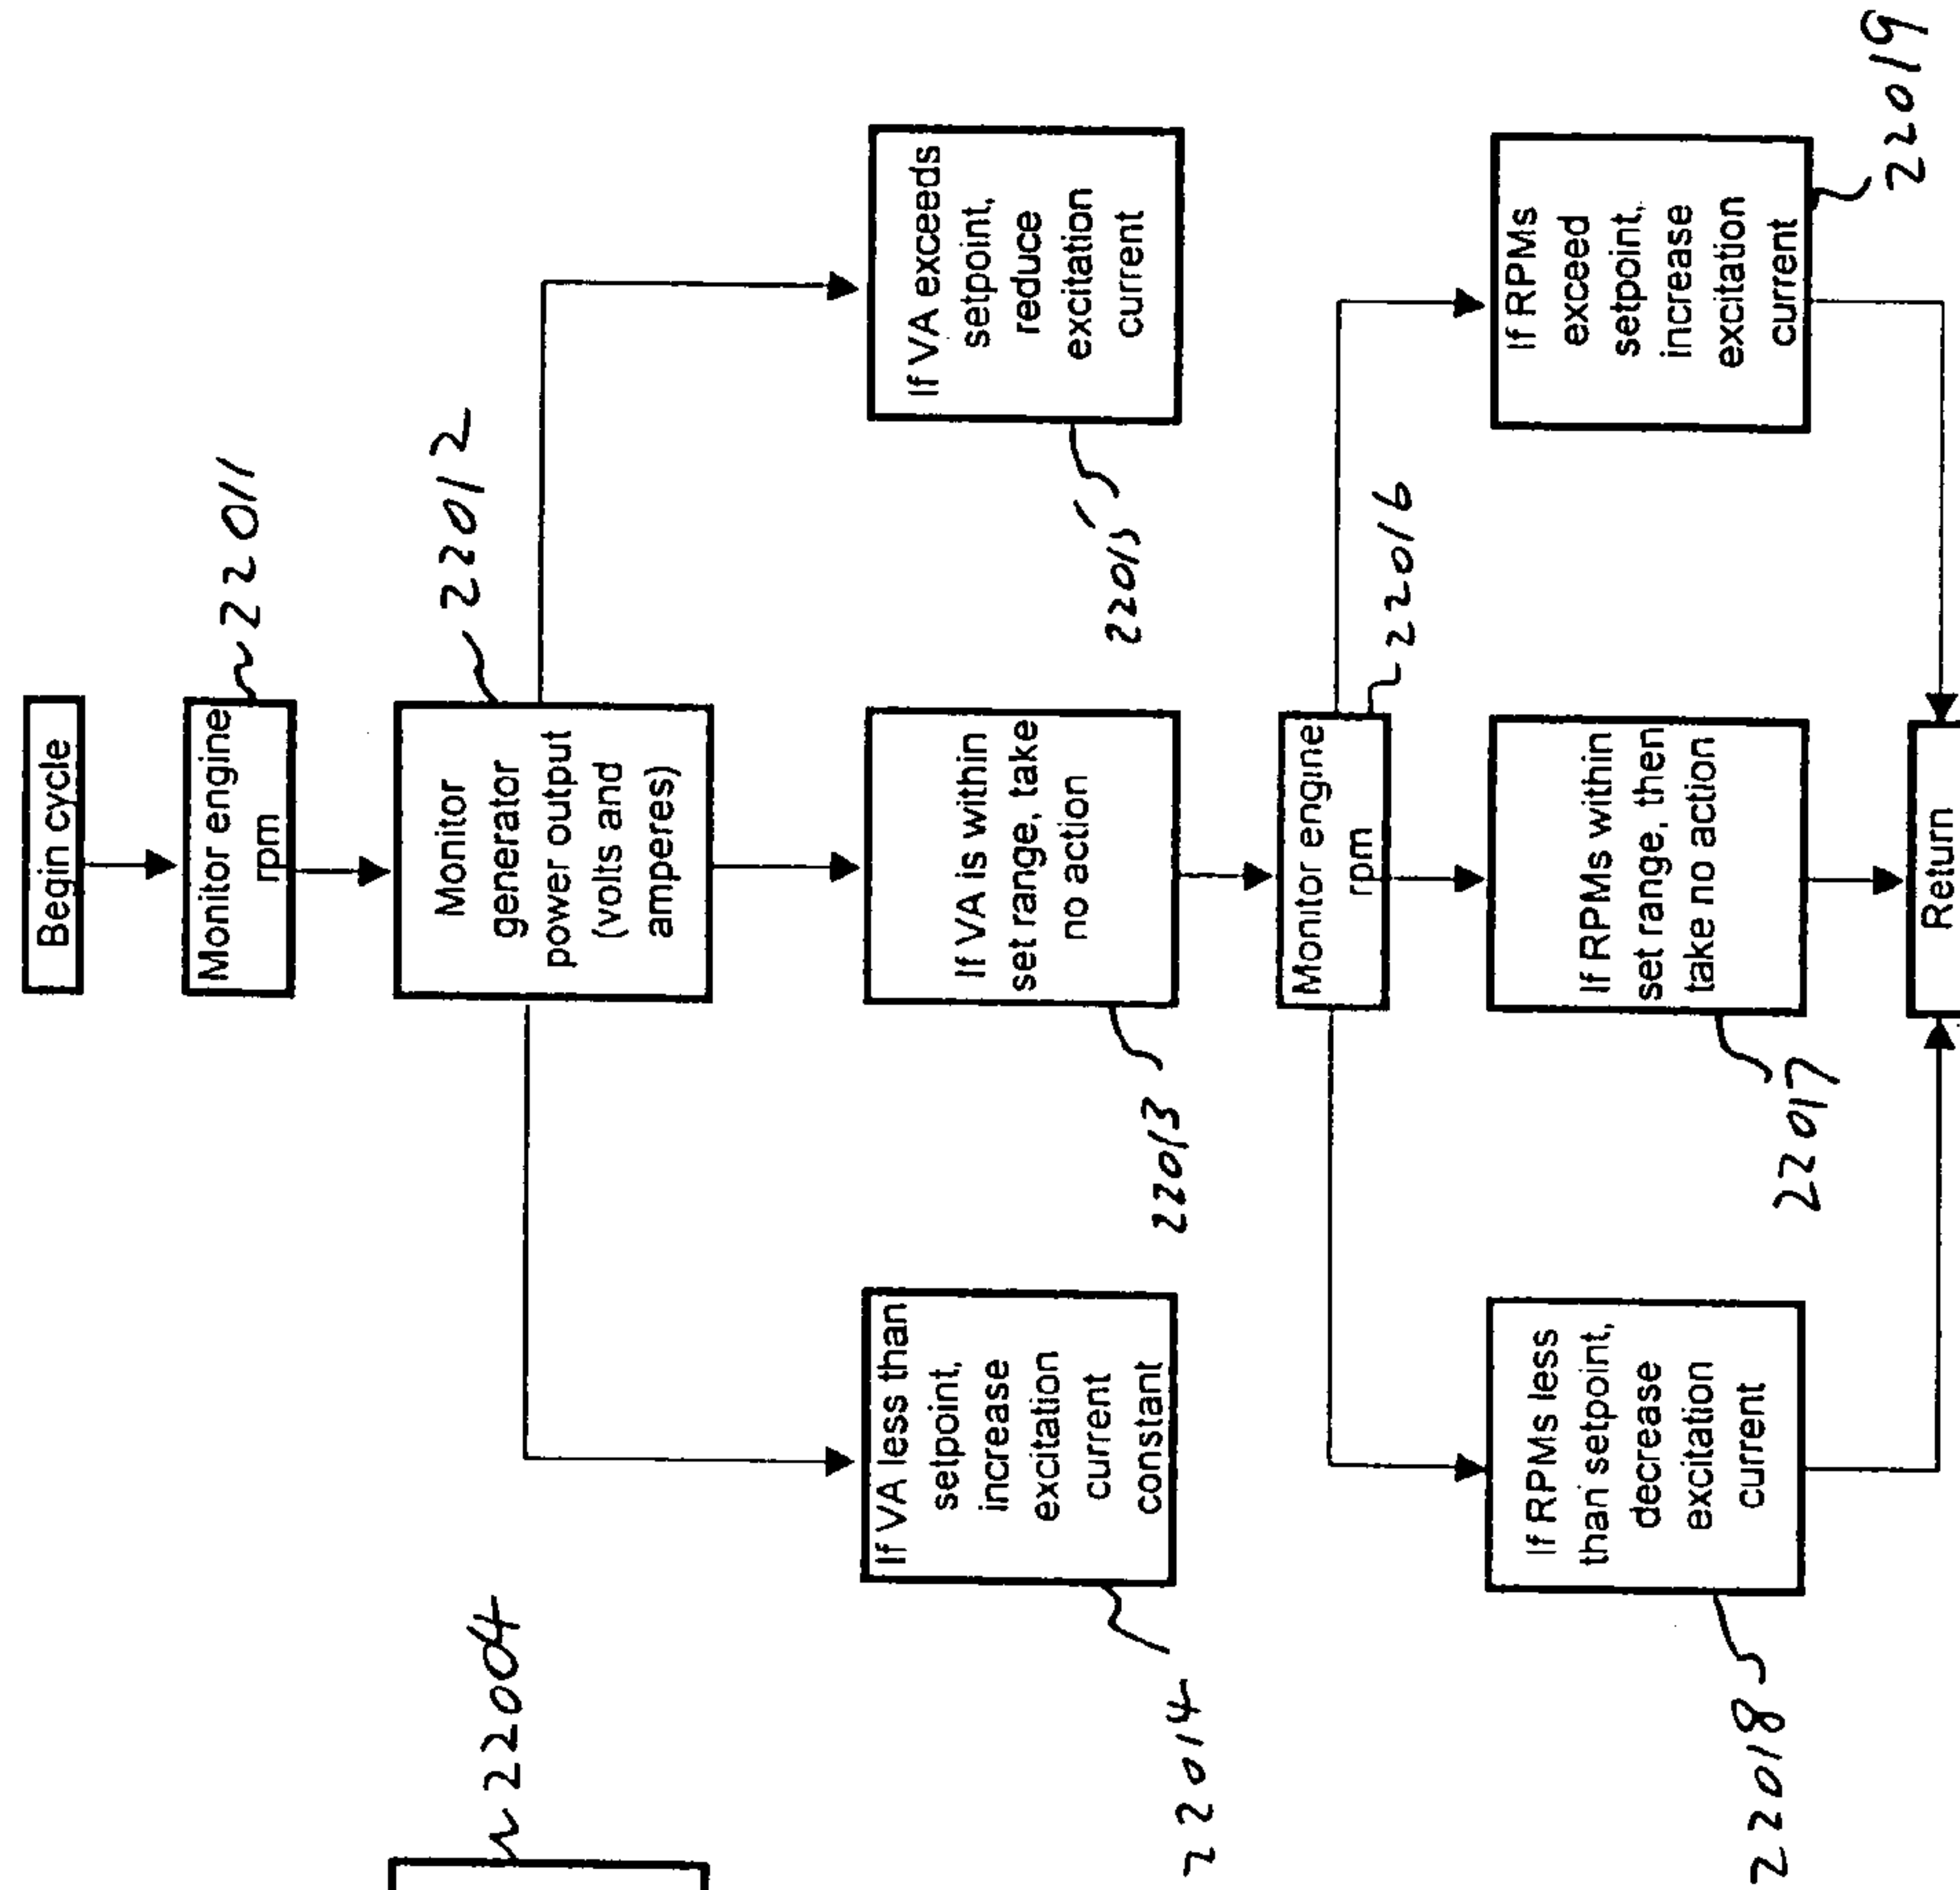 Begin cycle
Monitor engine
rpm
22011
Monitor
generator
power output
(volts and
amperes)
22012
22004
If VA less than
setpoint,
increase
excitation
current
constant
22014
If VA is within
set range, take
no action
22013
If VA exceeds
setpoint,
reduce
excitation
current
22015
Monitor engine
rpm
22016
If RPMs less
than setpoint,
decrease
excitation
current
22018
If RPMs within
set range, then
take no action
22017
If RPMs
exceed
setpoint,
increase
excitation
current
22019
Return